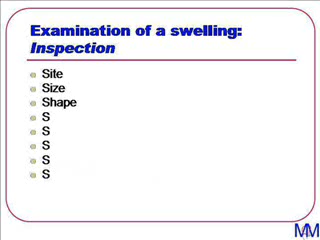 Examination of a swelling:
Inspection
Site
Size
Shape
S
S
S
S
S
MM